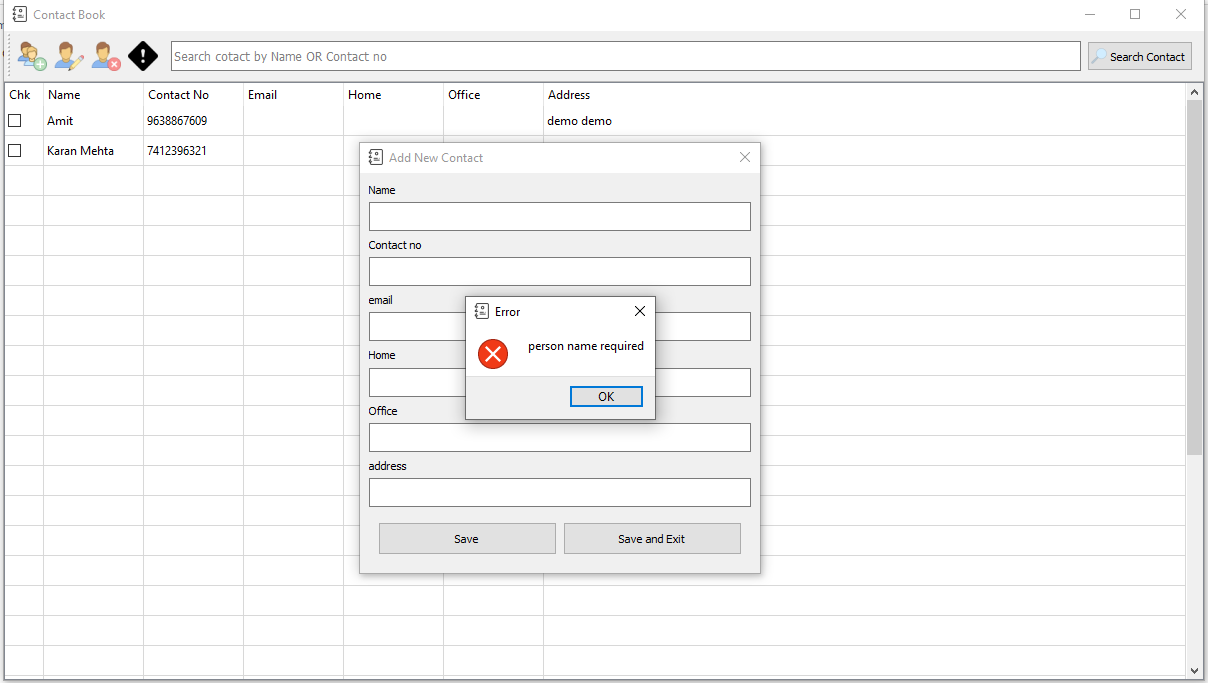 Contact Book
Search cotact by Name OR Contact no
Search Contact
Chk Name Contact No Email Home Office Address
Amit 9638867609 demo demo
Karan Mehta 7412396321
Add New Contact
Name
Contact no
email
Error
person name required
OK
Home
Office
address
Save Save and Exit